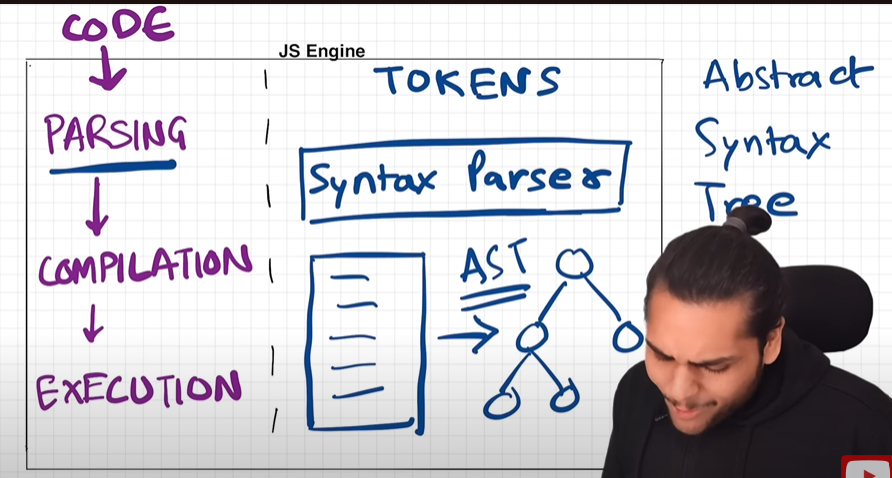 CODE
JS Engine
PARSING
COMPILATION
EXECUTION
TOKENS
Syntax Parser
AST
Abstract
Syntax
Tree